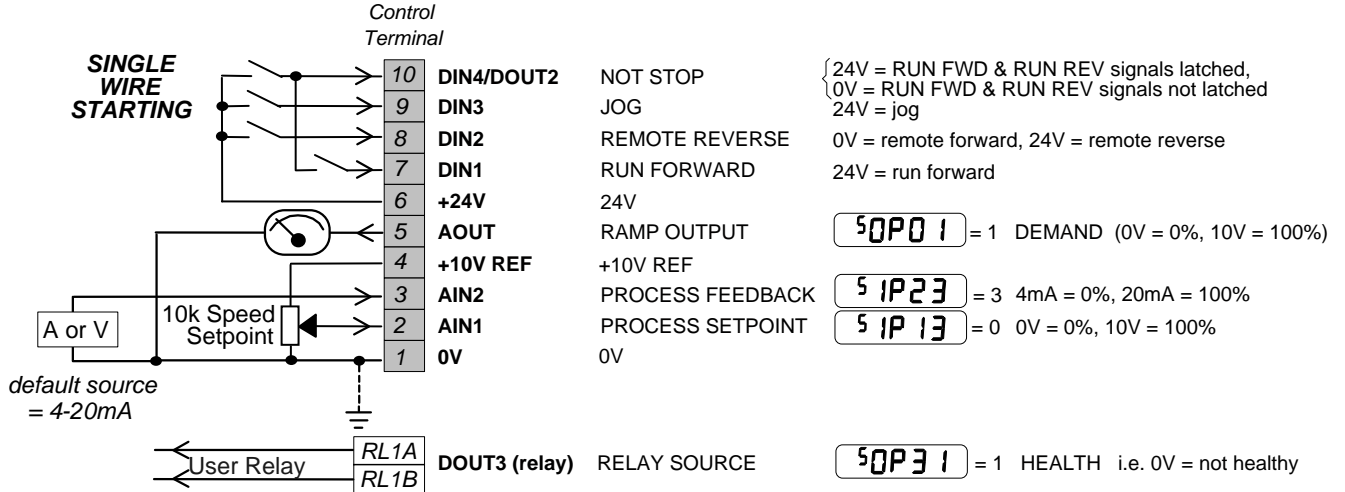 Control
Terminal
SINGLE
WIRE
STARTING
10 DIN4/DOUT2 NOT STOP 24V = RUN FWD & RUN REV signals latched,
0V = RUN FWD & RUN REV signals not latched
9 DIN3 JOG 24V = jog
8 DIN2 REMOTE REVERSE 0V = remote forward, 24V = remote reverse
7 DIN1 RUN FORWARD 24V = run forward
6 +24V 24V
5 AOUT RAMP OUTPUT SOP01 = 1 DEMAND (0V = 0%, 10V = 100%)
4 +10V REF +10V REF
3 AIN2 PROCESS FEEDBACK SIP23 = 3 4mA = 0%, 20mA = 100%
10k Speed
Setpoint
2 AIN1 PROCESS SETPOINT SIP13 = 0 0V = 0%, 10V = 100%
A or V
1 0V 0V
default source
= 4-20mA
User Relay
RL1A
RL1B
DOUT3 (relay) RELAY SOURCE SOP31 = 1 HEALTH i.e. 0V = not healthy